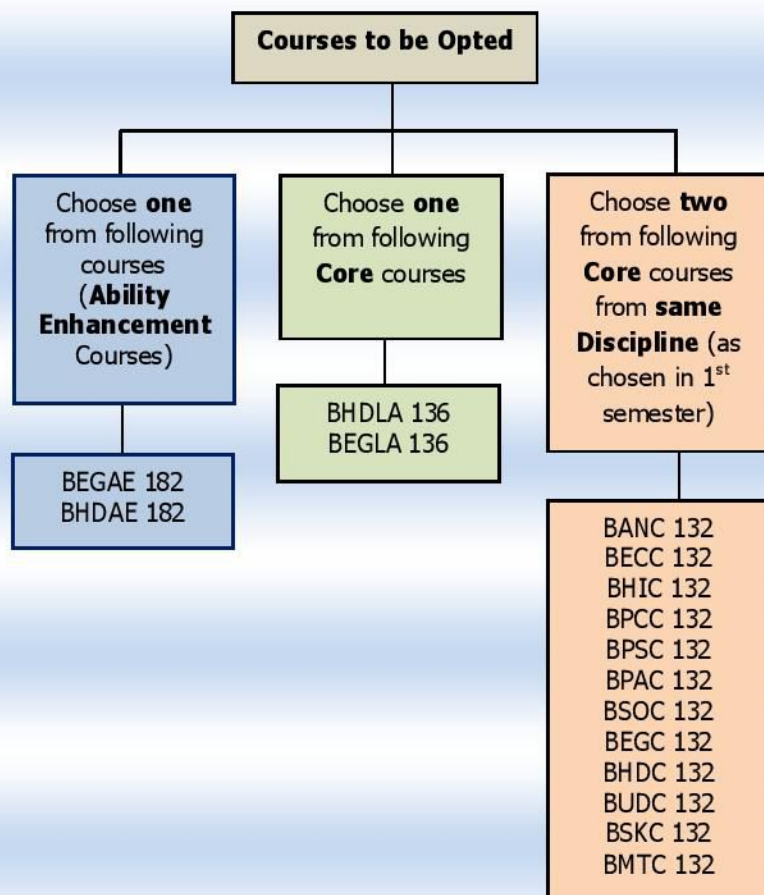 Courses to be Opted
Choose one
from following
courses
(Ability
Enhancement
Courses)
BEGAE 182
BHDAE 182
Choose one
from following
Core courses
BHDLA 136
BEGLA 136
Choose two
from following
Core courses
from same
Discipline (as
chosen in 1st
semester)
BANC 132
BECC 132
BHIC 132
BPCC 132
BPSC 132
BPAC 132
BSOC 132
BEGC 132
BHDC 132
BUDC 132
BSKC 132
BMTC 132